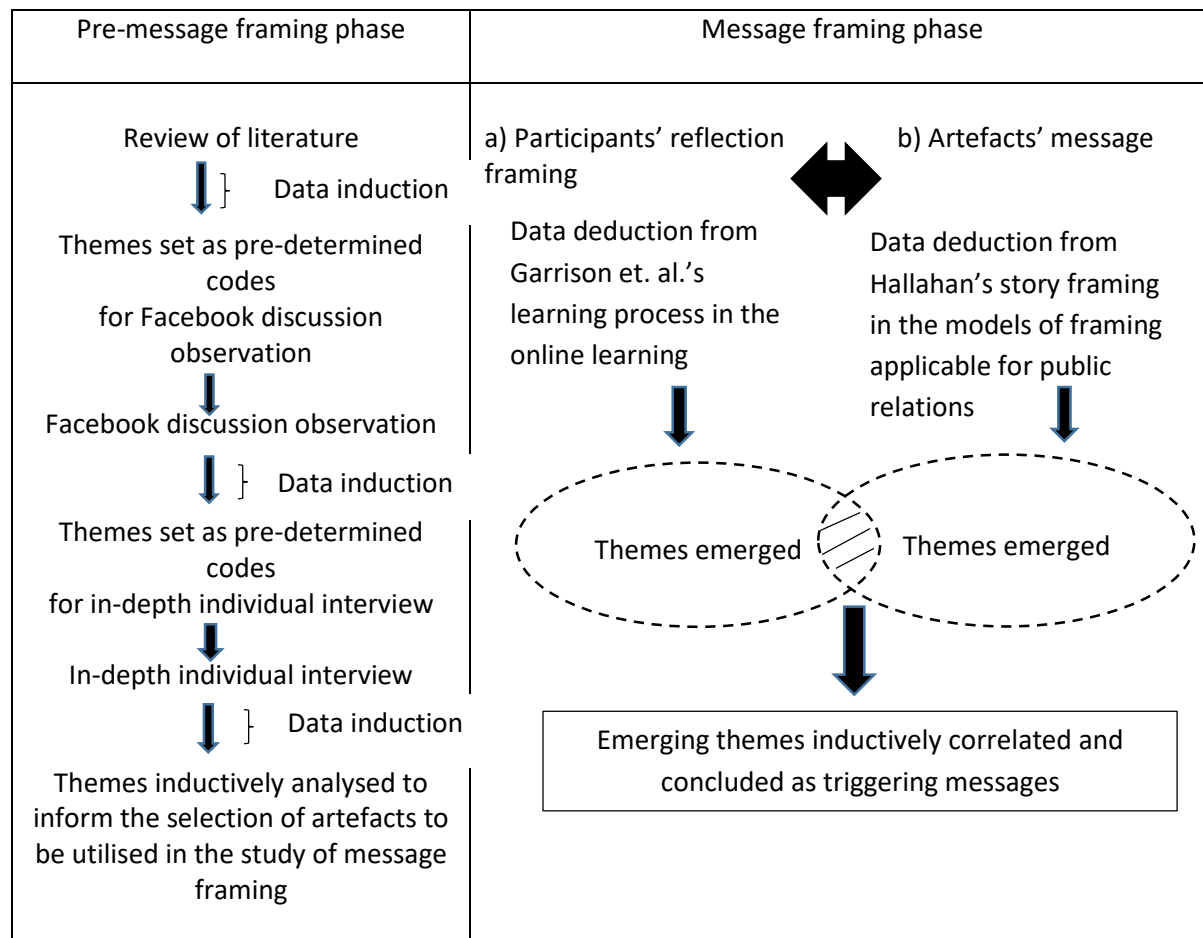 Pre-message framing phase
Message framing phase
Review of literature
Data induction
Themes set as pre-determined
codes
for Facebook discussion
observation
Facebook discussion observation
Data induction
Themes set as pre-determined
codes
for in-depth individual interview
In-depth individual interview
Data induction
Themes inductively analysed to
inform the selection of artefacts to
be utilised in the study of message
framing
a) Participants’ reflection
framing
b) Artefacts’ message
Data deduction from
Garrison et. al.’s
learning process in the
online learning
Data deduction from
Hallahan’s story framing
in the models of framing
applicable for public
relations
Themes emerged
Themes emerged
Emerging themes inductively correlated and
concluded as triggering messages